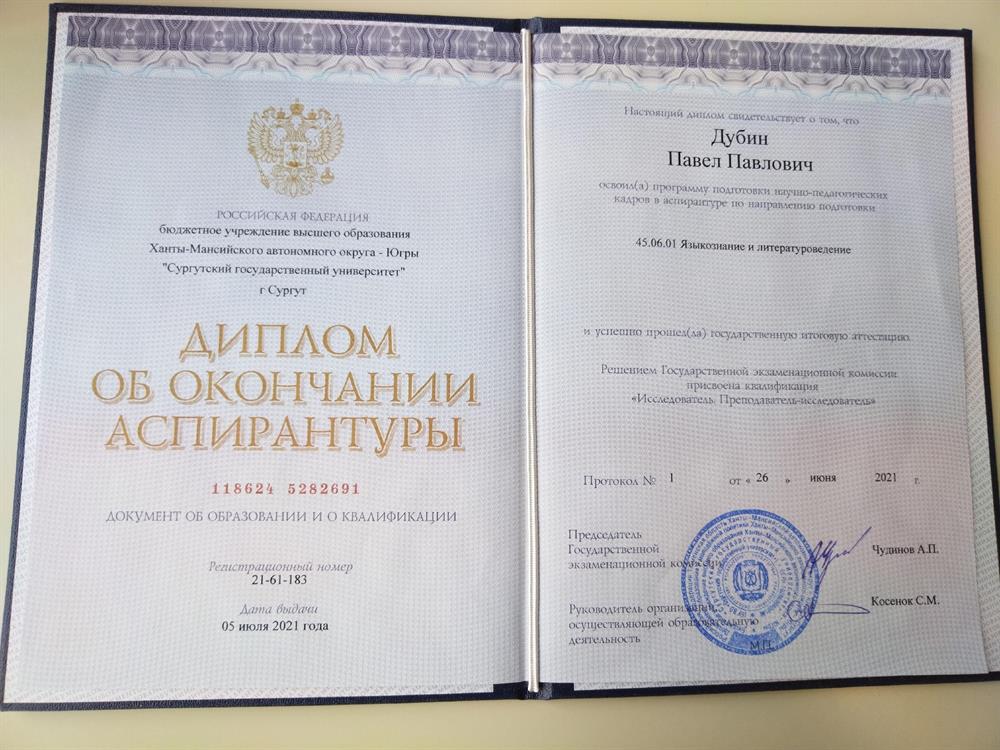 РОССИЙСКАЯ ФЕДЕРАЦИЯ
бюджетное учреждение высшего образования
Ханты-Мансийского автономного округа - Югры
"Сургутский государственный университет"
г Сургут
ДИПЛОМ
ОБ ОКОНЧАНИИ
АСПИРАНТУРЫ
118624 5282691
ДОКУМЕНТ ОБ ОБРАЗОВАНИИ И О КВАЛИФИКАЦИИ
Регистрационный номер
21-61-183
Дата выдачи
05 июля 2021 года
Настоящий диплом свидетельствует о том, что
Дубин
Павел Павлович
освоил(а) программу подготовки научно-педагогических
кадров в аспирантуре по направлению подготовки
45.06.01 Языкознание и литературоведение
и успешно прошел(ла) государственную итоговую аттестацию
Решением Государственной экзаменационной комиссии
присвоена квалификация
«Исследователь. Преподаватель-исследователь»
Протокол № 1 от « 26 » июня 2021 г.
Председатель
Государственной
экзаменационной комиссии
Чудинов А.П.
Руководитель организации,
осуществляющей образовательную
деятельность
Косенок С.М.
М.П.